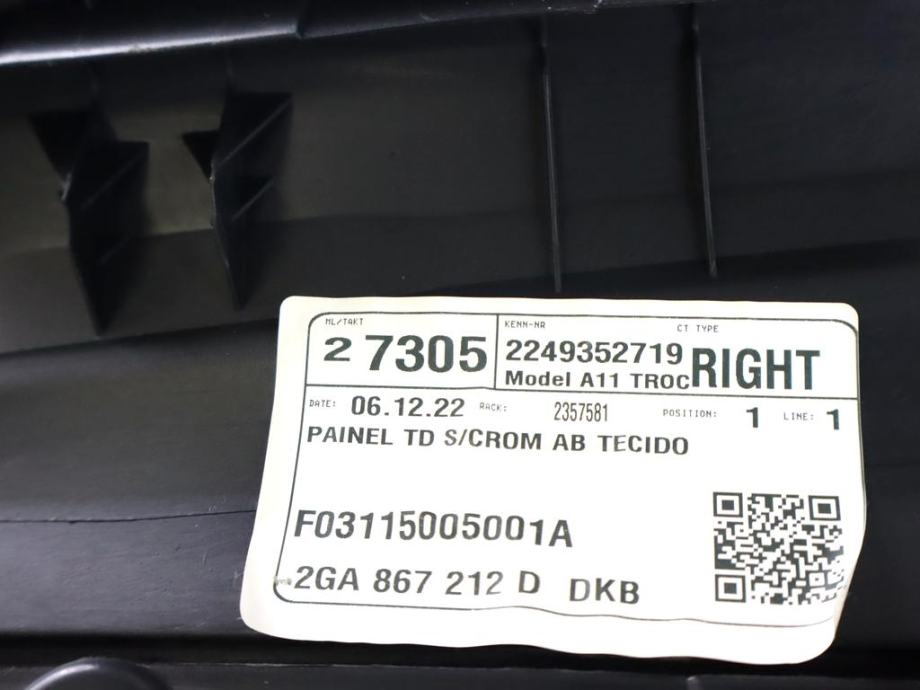 ML/TAKT
2 7305
KENN-NR CT TYPE
2249352719 RIGHT
Model A11 TROC
DATE: 06.12.22 RACK: 2357581 POSITION: 1 LINE: 1
PAINEL TD S/CROM AB TECIDO
F03115005001A
2GA 867 212 D DKB